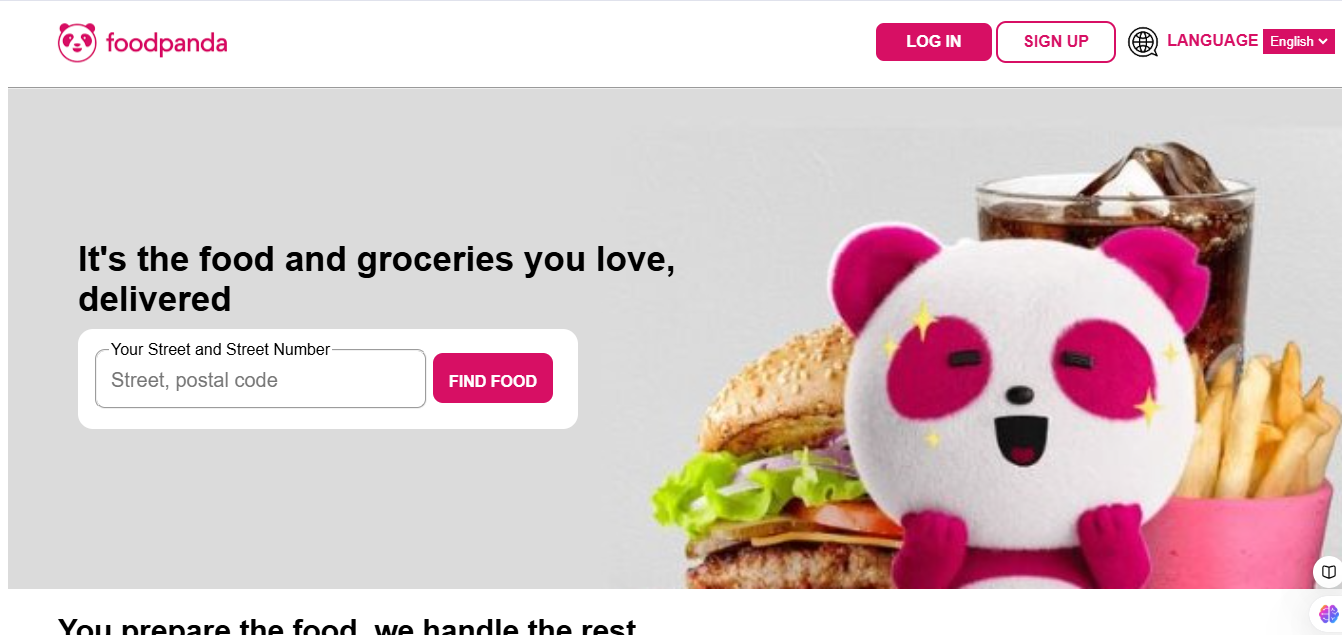 foodpanda
LOG IN
SIGN UP
LANGUAGE
English
It's the food and groceries you love,
delivered
Your Street and Street Number
Street, postal code
FIND FOOD
You prepare the food, we handle the rest